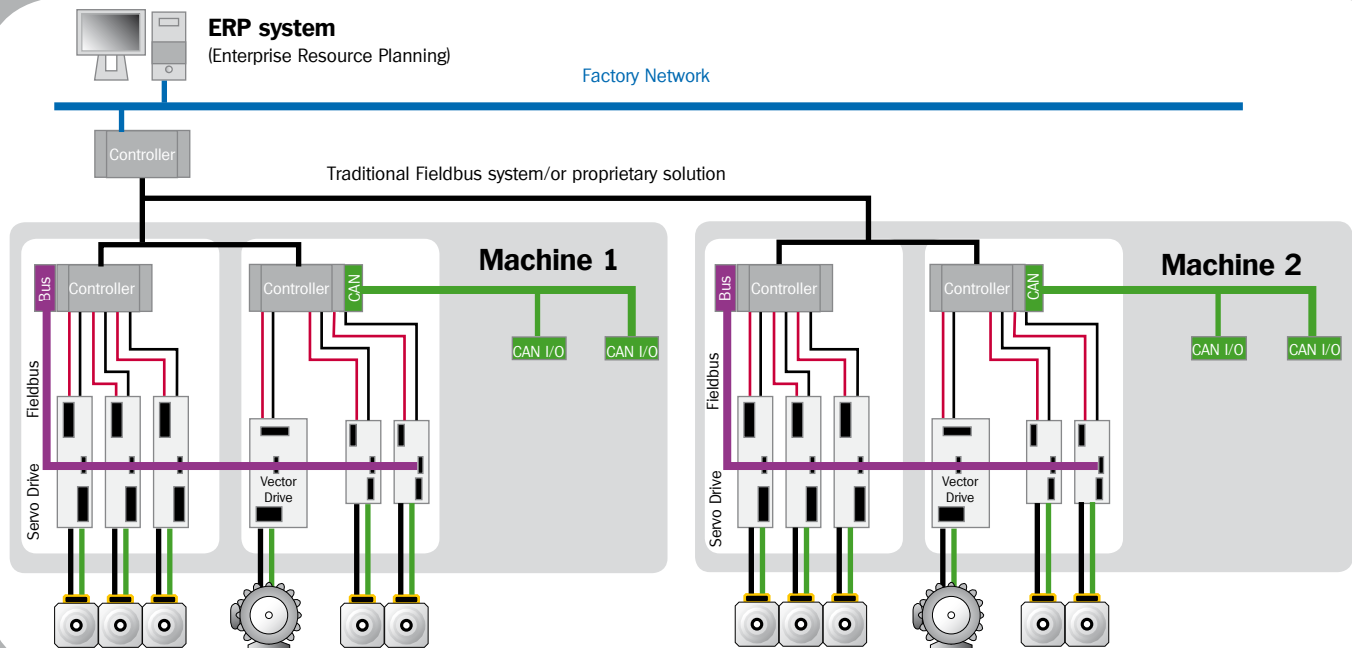 ERP system
(Enterprise Resource Planning)
Factory Network
Controller
Traditional Fieldbus system/or proprietary solution
Machine 1
Bus
Controller
Controller
CAN
CAN I/O
CAN I/O
Fieldbus
Servo Drive
Vector
Drive
Machine 2
Bus
Controller
Controller
CAN
CAN I/O
CAN I/O
Fieldbus
Servo Drive
Vector
Drive